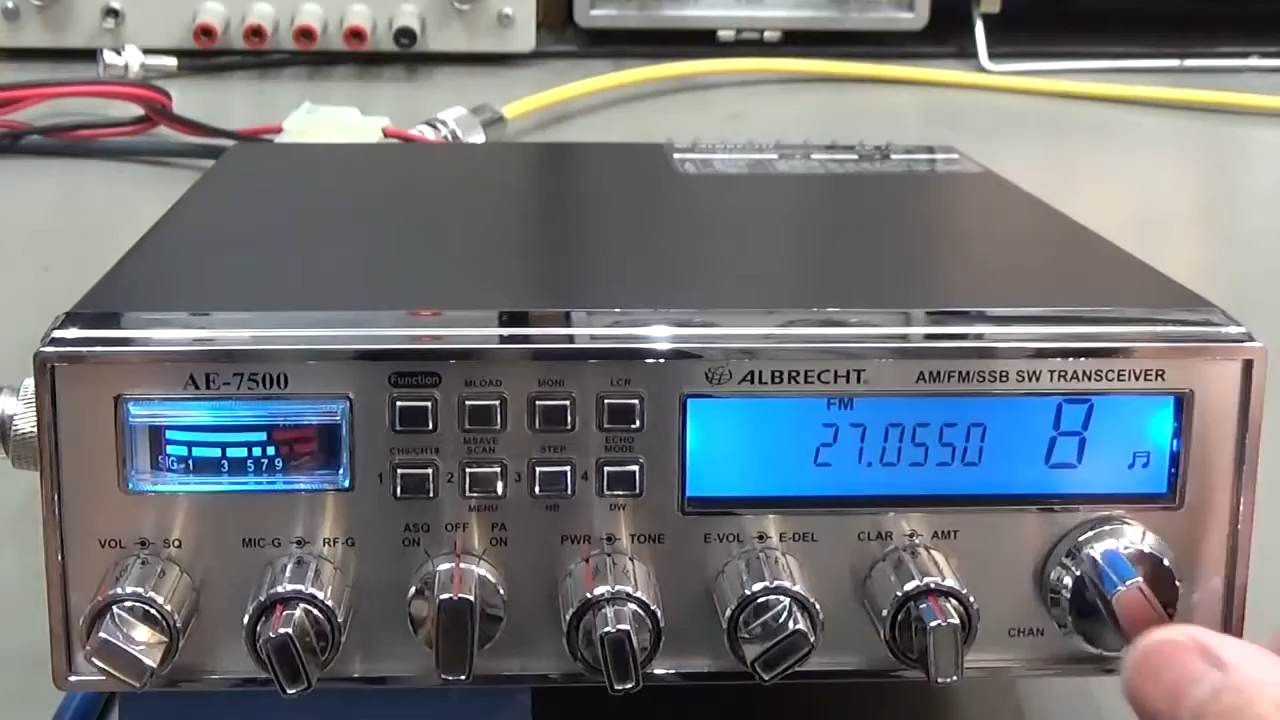 ALBRECHT
AE-7500
Function
MLOAD
MONI
LCR
ALBRECHT
AM/FM/SSB SW TRANSCEIVER
FM
27.0550
8
SIG 1 3 5 7 9
CH9/CH19
MSAVE
SCAN
STEP
ECHO
MODE
1
2
3
4
MENU
NB
DW
VOL
SQ
MIC-G
RF-G
ASQ
ON
OFF
PA
ON
PWR
TONE
E-VOL
E-DEL
CLAR
AMT
CHAN